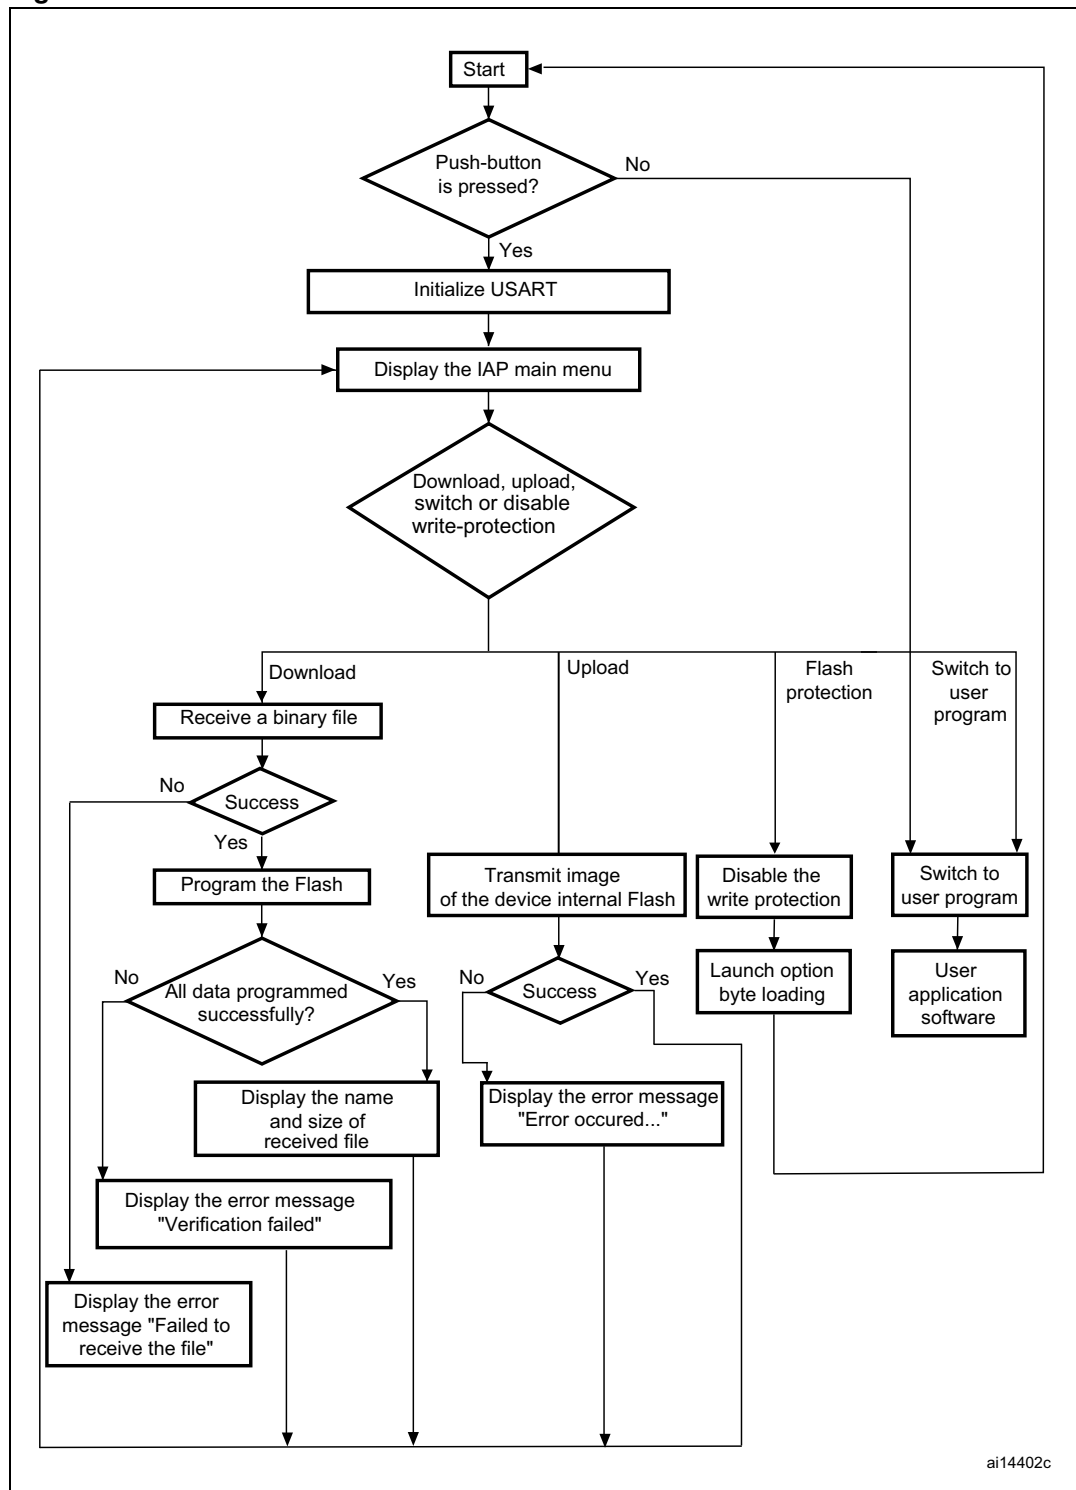 Start
Push-button
is pressed?
No
Yes
Initialize USART
Display the IAP main menu
Download, upload,
switch or disable
write-protection
Download
Upload
Flash
protection
Switch to
user
program
Receive a binary file
No
Success
Yes
Program the Flash
Transmit image
of the device internal Flash
Disable the
write protection
Switch to
user program
No
All data programmed
successfully?
Yes
No
Success
Yes
Launch option
byte loading
User
application
software
Display the name
and size of
received file
Display the error message
"Error occured..."
Display the error message
"Verification failed"
Display the error
message "Failed to
receive the file"
ai14402c